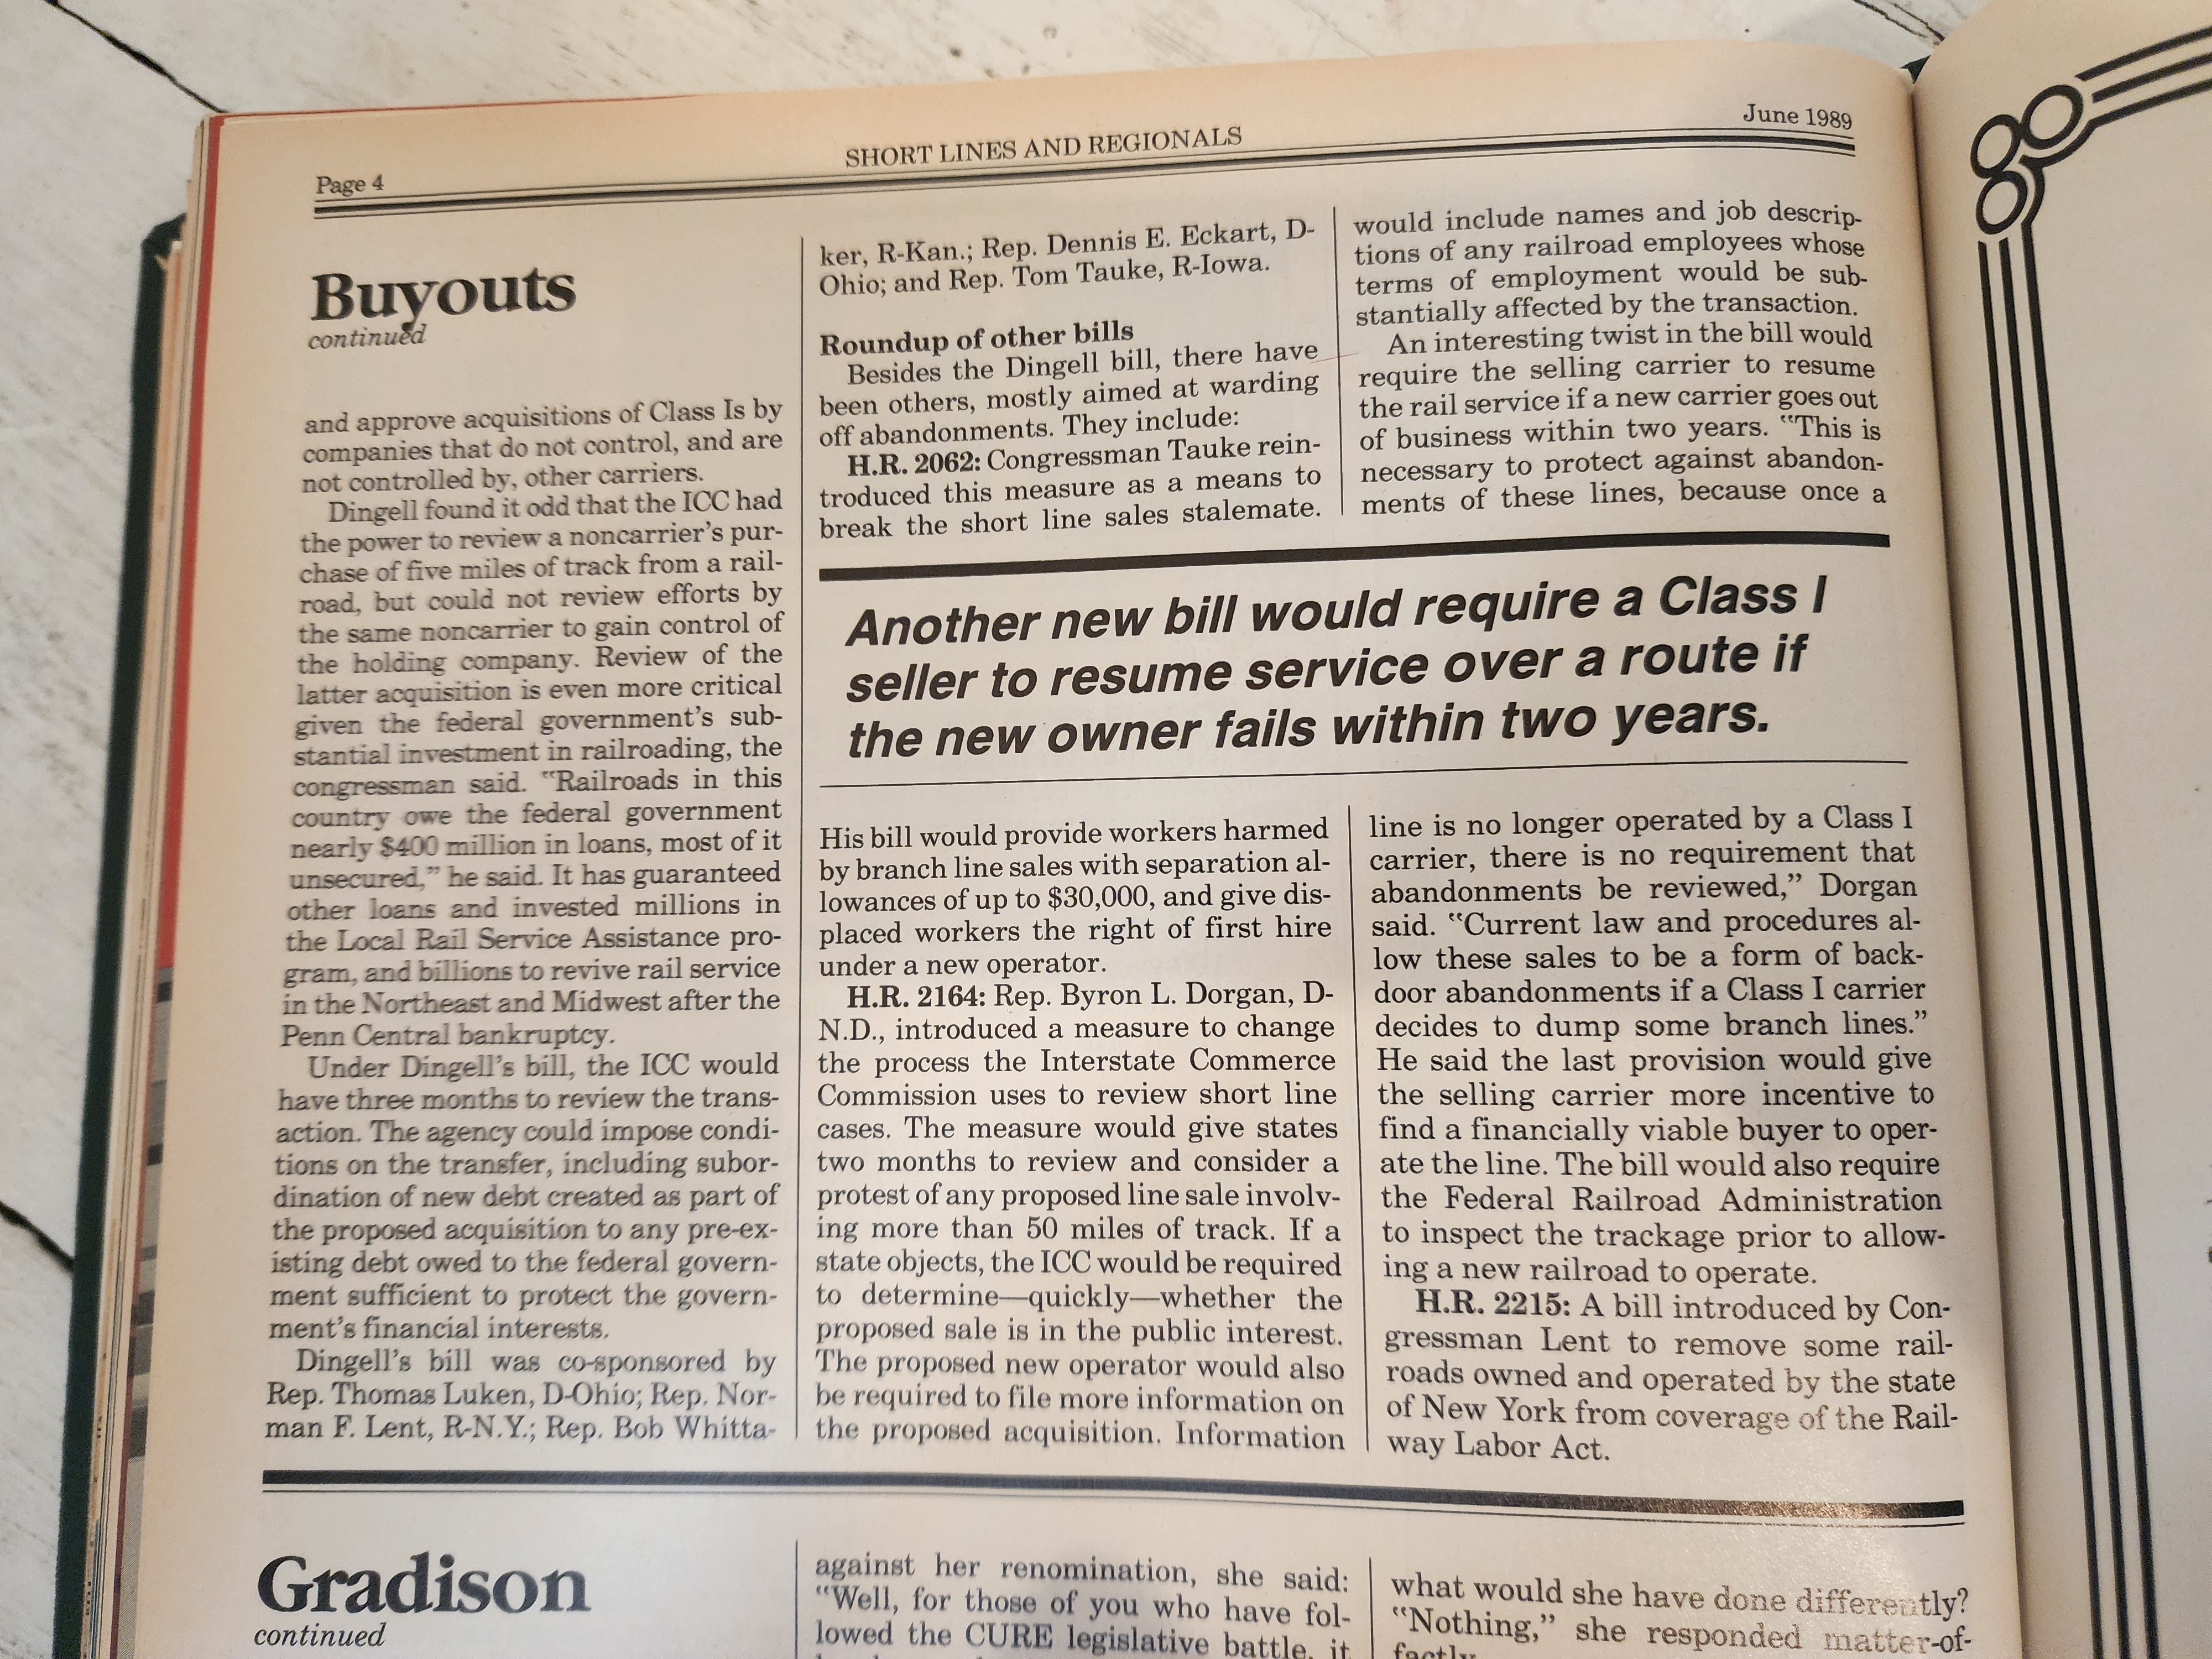 Page 4
SHORT LINES AND REGIONALS
June 1989
Buyouts
continued
and approve acquisitions of Class Is by
companies that do not control, and are
not controlled by, other carriers.
Dingell found it odd that the ICC had
the power to review a noncarrier's pur-
chase of five miles of track from a rail-
road, but could not review efforts by
the same noncarrier to gain control of
the holding company. Review of the
latter acquisition is even more critical
given the federal government's sub-
stantial investment in railroading, the
congressman said. "Railroads in this
country owe the federal government
nearly $400 million in loans, most of it
unsecured," he said. It has guaranteed
other loans and invested millions in
the Local Rail Service Assistance pro-
gram, and billions to revive rail service
in the Northeast and Midwest after the
Penn Central bankruptcy.
Under Dingell's bill, the ICC would
have three months to review the trans-
action. The agency could impose condi-
tions on the transfer, including subor-
dination of new debt created as part of
the proposed acquisition to any pre-ex-
isting debt owed to the federal govern-
ment sufficient to protect the govern-
ment's financial interests.
Dingell's bill was co-sponsored by
Rep. Thomas Luken, D-Ohio; Rep. Nor-
man F. Lent, R-N.Y.; Rep. Bob Whitta-
ker, R-Kan.; Rep. Dennis E. Eckart, D-
Ohio; and Rep. Tom Tauke, R-Iowa.
Roundup of other bills
Besides the Dingell bill, there have
been others, mostly aimed at warding
off abandonments. They include:
H.R. 2062: Congressman Tauke rein-
troduced this measure as a means to
break the short line sales stalemate.
His bill would provide workers harmed
by branch line sales with separation al-
lowances of up to $30,000, and give dis-
placed workers the right of first hire
under a new operator.
H.R. 2164: Rep. Byron L. Dorgan, D-
N.D., introduced a measure to change
the process the Interstate Commerce
Commission uses to review short line
cases. The measure would give states
two months to review and consider a
protest of any proposed line sale involv-
ing more than 50 miles of track. If a
state objects, the ICC would be required
to determine—quickly—whether the
proposed sale is in the public interest.
The proposed new operator would also
be required to file more information on
the proposed acquisition. Information
would include names and job descrip-
tions of any railroad employees whose
terms of employment would be sub-
stantially affected by the transaction.
An interesting twist in the bill would
require the selling carrier to resume
the rail service if a new carrier goes out
of business within two years. "This is
necessary to protect against abandon-
ments of these lines, because once a
Another new bill would require a Class I
seller to resume service over a route if
the new owner fails within two years.
line is no longer operated by a Class I
carrier, there is no requirement that
abandonments be reviewed," Dorgan
said. "Current law and procedures al-
low these sales to be a form of back-
door abandonments if a Class I carrier
decides to dump some branch lines."
He said the last provision would give
the selling carrier more incentive to
find a financially viable buyer to oper-
ate the line. The bill would also require
the Federal Railroad Administration
to inspect the trackage prior to allow-
ing a new railroad to operate.
H.R. 2215: A bill introduced by Con-
gressman Lent to remove some rail-
roads owned and operated by the state
of New York from coverage of the Rail-
way Labor Act.
Gradison
continued
against her renomination, she said:
"Well, for those of you who have fol-
lowed the CURE legislative battle, it
what would she have done differently?
"Nothing," she responded matter-of-
factly.